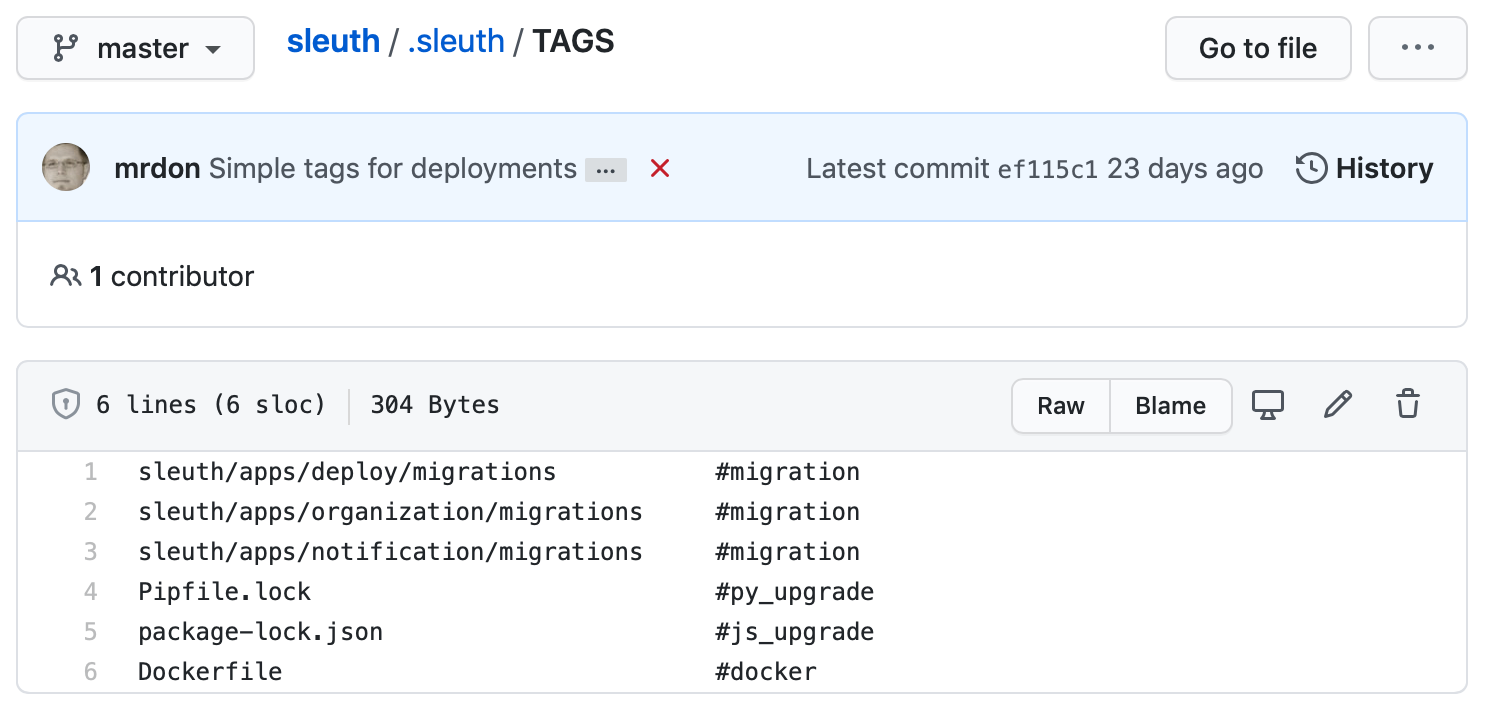 master sleuth / .sleuth / TAGS Go to file ...
mrdon Simple tags for deployments ... Latest commit ef115c1 23 days ago History
1 contributor
6 lines (6 sloc) 304 Bytes Raw Blame
1 sleuth/apps/deploy/migrations #migration
2 sleuth/apps/organization/migrations #migration
3 sleuth/apps/notification/migrations #migration
4 Pipfile.lock #py_upgrade
5 package-lock.json #js_upgrade
6 Dockerfile #docker